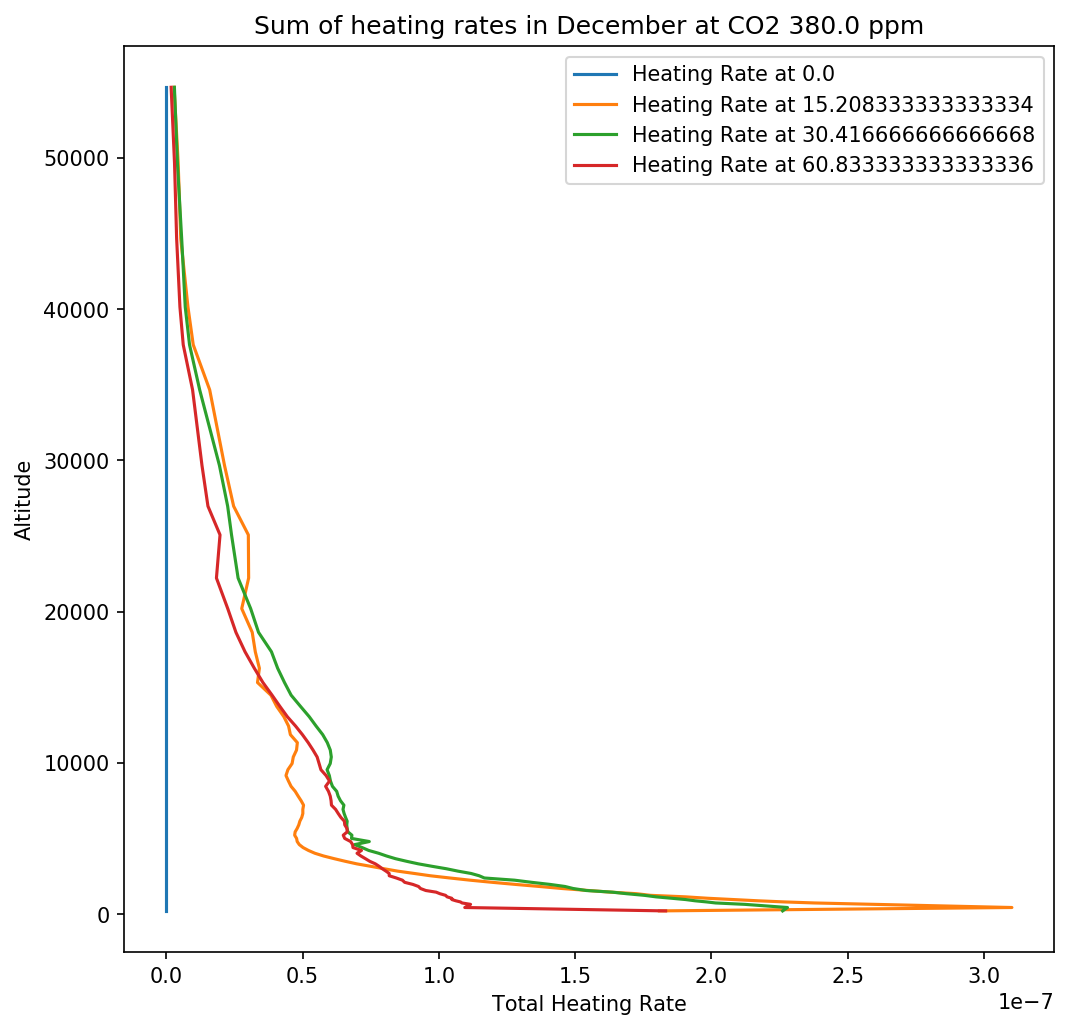 Sum of heating rates in December at CO2 380.0 ppm
Heating Rate at 0.0
Heating Rate at 15.208333333333334
Heating Rate at 30.416666666666668
Heating Rate at 60.833333333333336
50000
40000
30000
20000
10000
0
Altitude
0.0 0.5 1.0 1.5 2.0 2.5 3.0
1e−7
Total Heating Rate